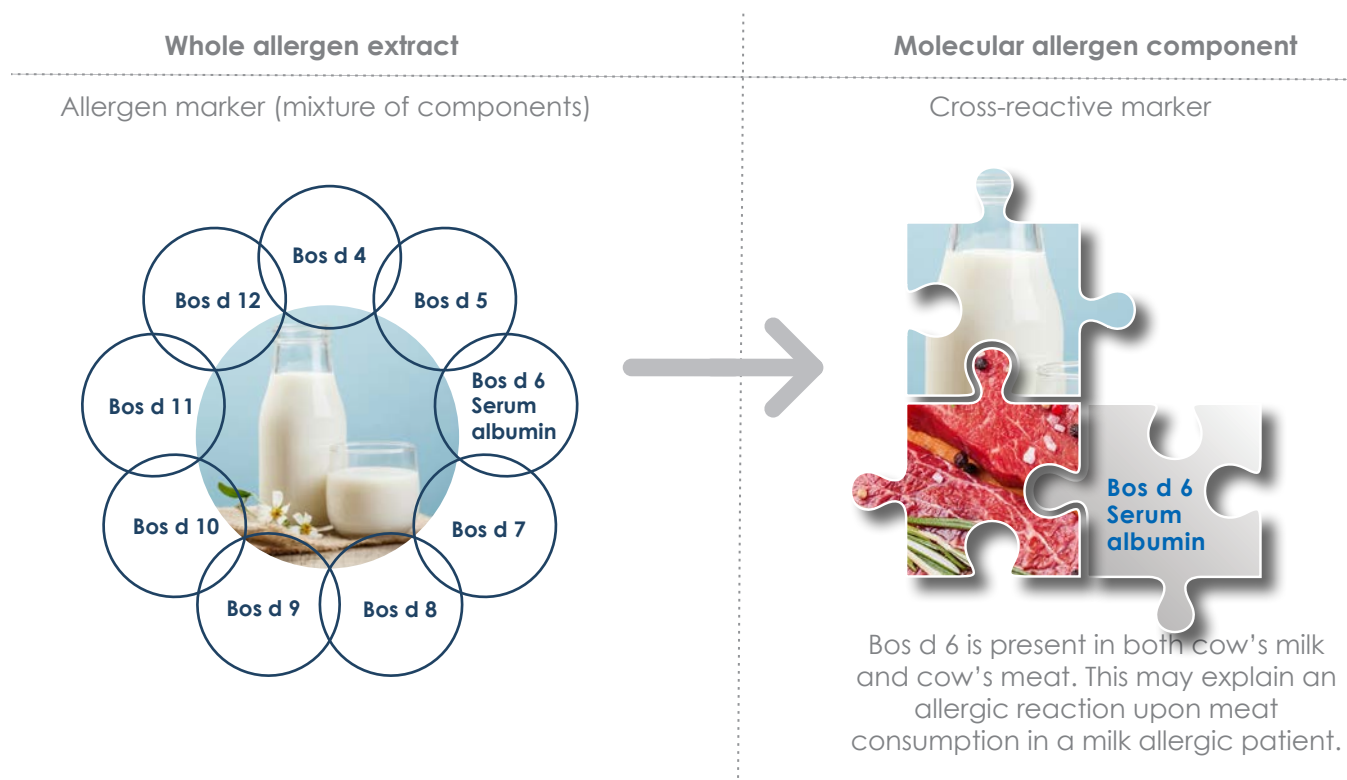 Whole allergen extract
Molecular allergen component
Allergen marker (mixture of components)
Cross-reactive marker
Bos d 4
Bos d 5
Bos d 6
Serum
albumin
Bos d 7
Bos d 8
Bos d 9
Bos d 10
Bos d 11
Bos d 12
Bos d 6
Serum
albumin
Bos d 6 is present in both cow’s milk
and cow’s meat. This may explain an
allergic reaction upon meat
consumption in a milk allergic patient.